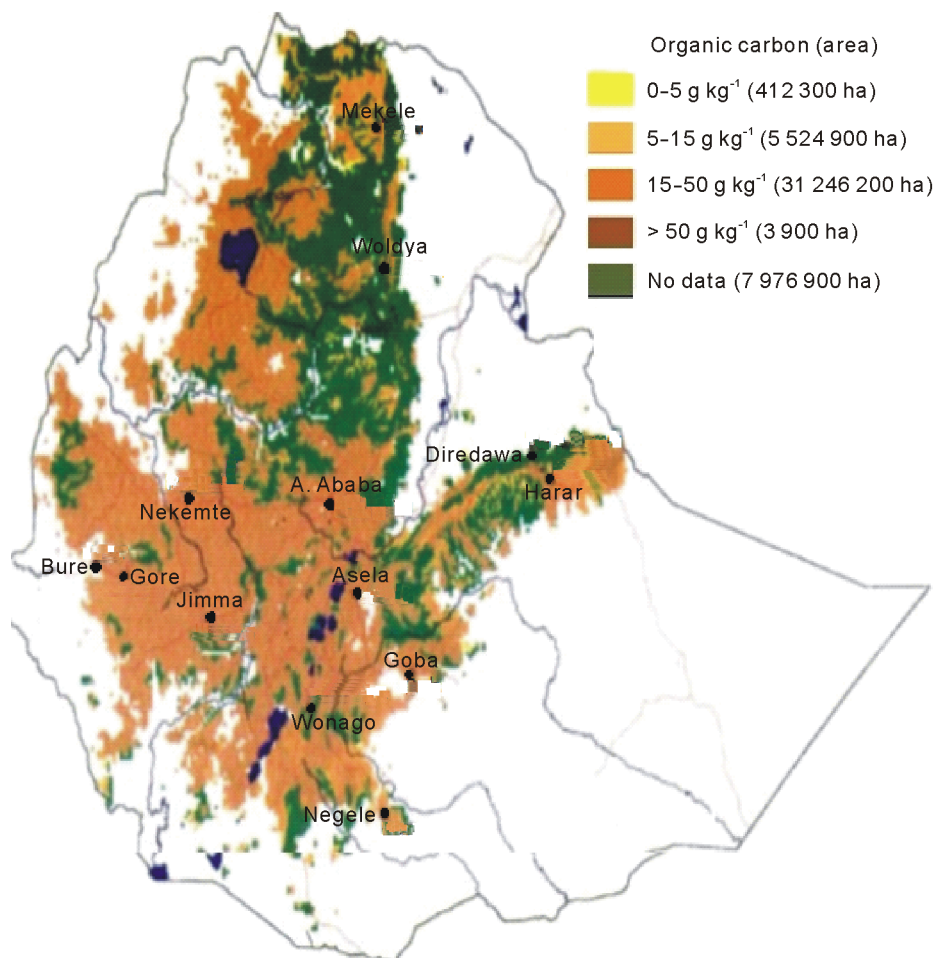 Organic carbon (area)
0–5 g kg⁻¹ (412 300 ha)
5–15 g kg⁻¹ (5 524 900 ha)
15–50 g kg⁻¹ (31 246 200 ha)
> 50 g kg⁻¹ (3 900 ha)
No data (7 976 900 ha)
Mekele
Woldya
Diredawa
Harar
A. Ababa
Nekemte
Bure
Gore
Asela
Jimma
Goba
Wonago
Negele